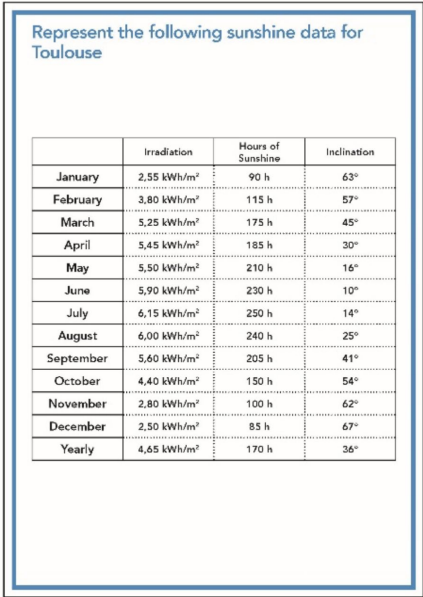 Represent the following sunshine data for
Toulouse
Irradiation Hours of Sunshine Inclination
January 2,55 kWh/m² 90 h 63°
February 3,80 kWh/m² 115 h 57°
March 5,25 kWh/m² 175 h 45°
April 5,45 kWh/m² 185 h 30°
May 5,50 kWh/m² 210 h 16°
June 5,90 kWh/m² 230 h 10°
July 6,15 kWh/m² 250 h 14°
August 6,00 kWh/m² 240 h 25°
September 5,60 kWh/m² 205 h 41°
October 4,40 kWh/m² 150 h 54°
November 2,80 kWh/m² 100 h 62°
December 2,50 kWh/m² 85 h 67°
Yearly 4,65 kWh/m² 170 h 36°